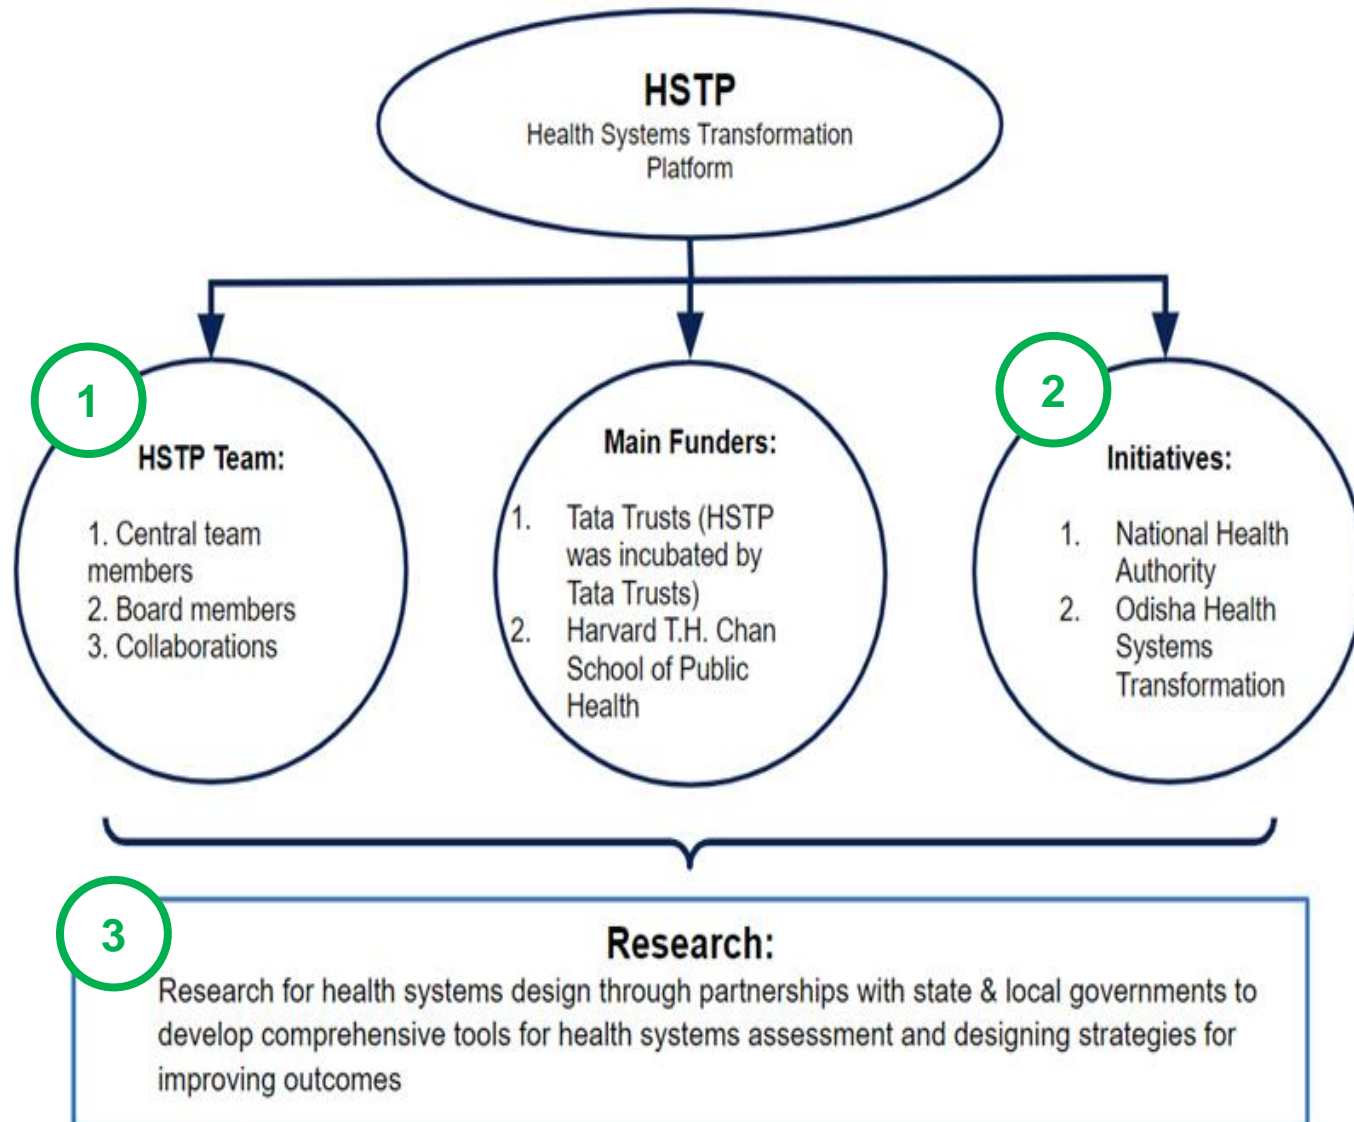 HSTP
Health Systems Transformation
Platform
1
HSTP Team:
1. Central team
members
2. Board members
3. Collaborations
Main Funders:
1. Tata Trusts (HSTP
was incubated by
Tata Trusts)
2. Harvard T.H. Chan
School of Public
Health
2
Initiatives:
1. National Health
Authority
2. Odisha Health
Systems
Transformation
3
Research:
Research for health systems design through partnerships with state & local governments to
develop comprehensive tools for health systems assessment and designing strategies for
improving outcomes